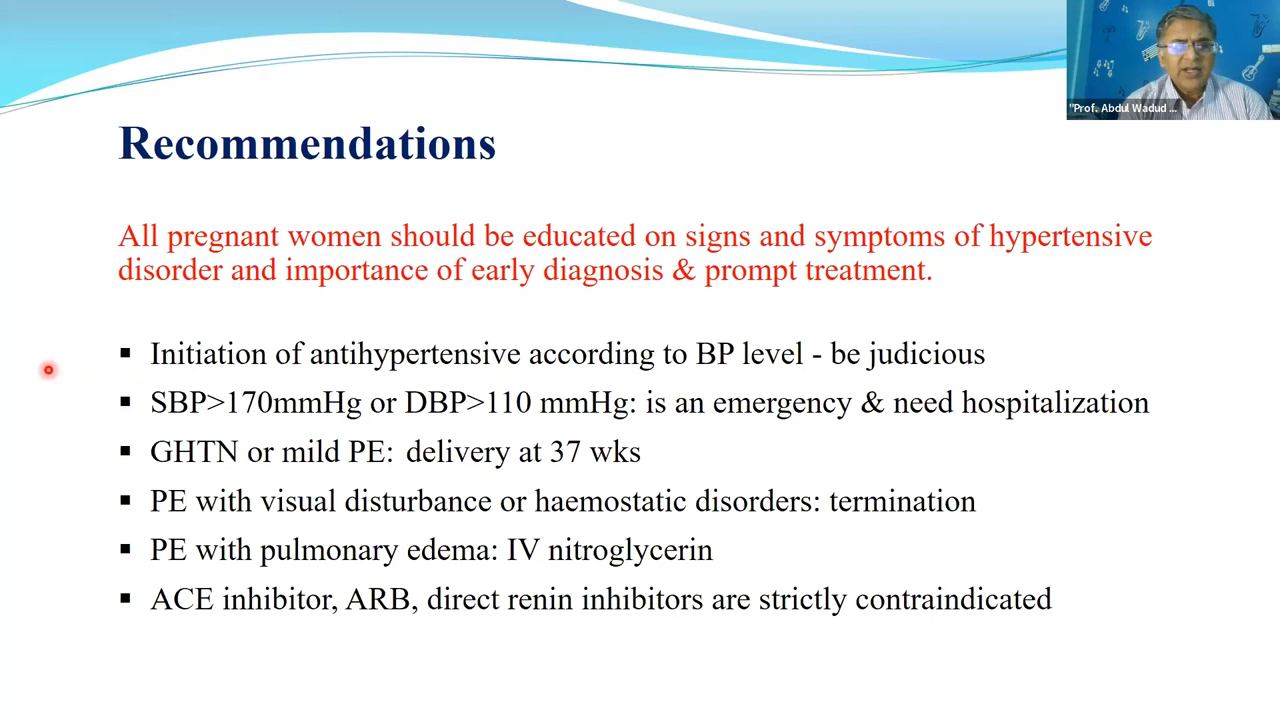 "Prof. Abdul Wadud ...
Recommendations
All pregnant women should be educated on signs and symptoms of hypertensive
disorder and importance of early diagnosis & prompt treatment.
▪ Initiation of antihypertensive according to BP level - be judicious
▪ SBP>170mmHg or DBP>110 mmHg: is an emergency & need hospitalization
▪ GHTN or mild PE: delivery at 37 wks
▪ PE with visual disturbance or haemostatic disorders: termination
▪ PE with pulmonary edema: IV nitroglycerin
▪ ACE inhibitor, ARB, direct renin inhibitors are strictly contraindicated